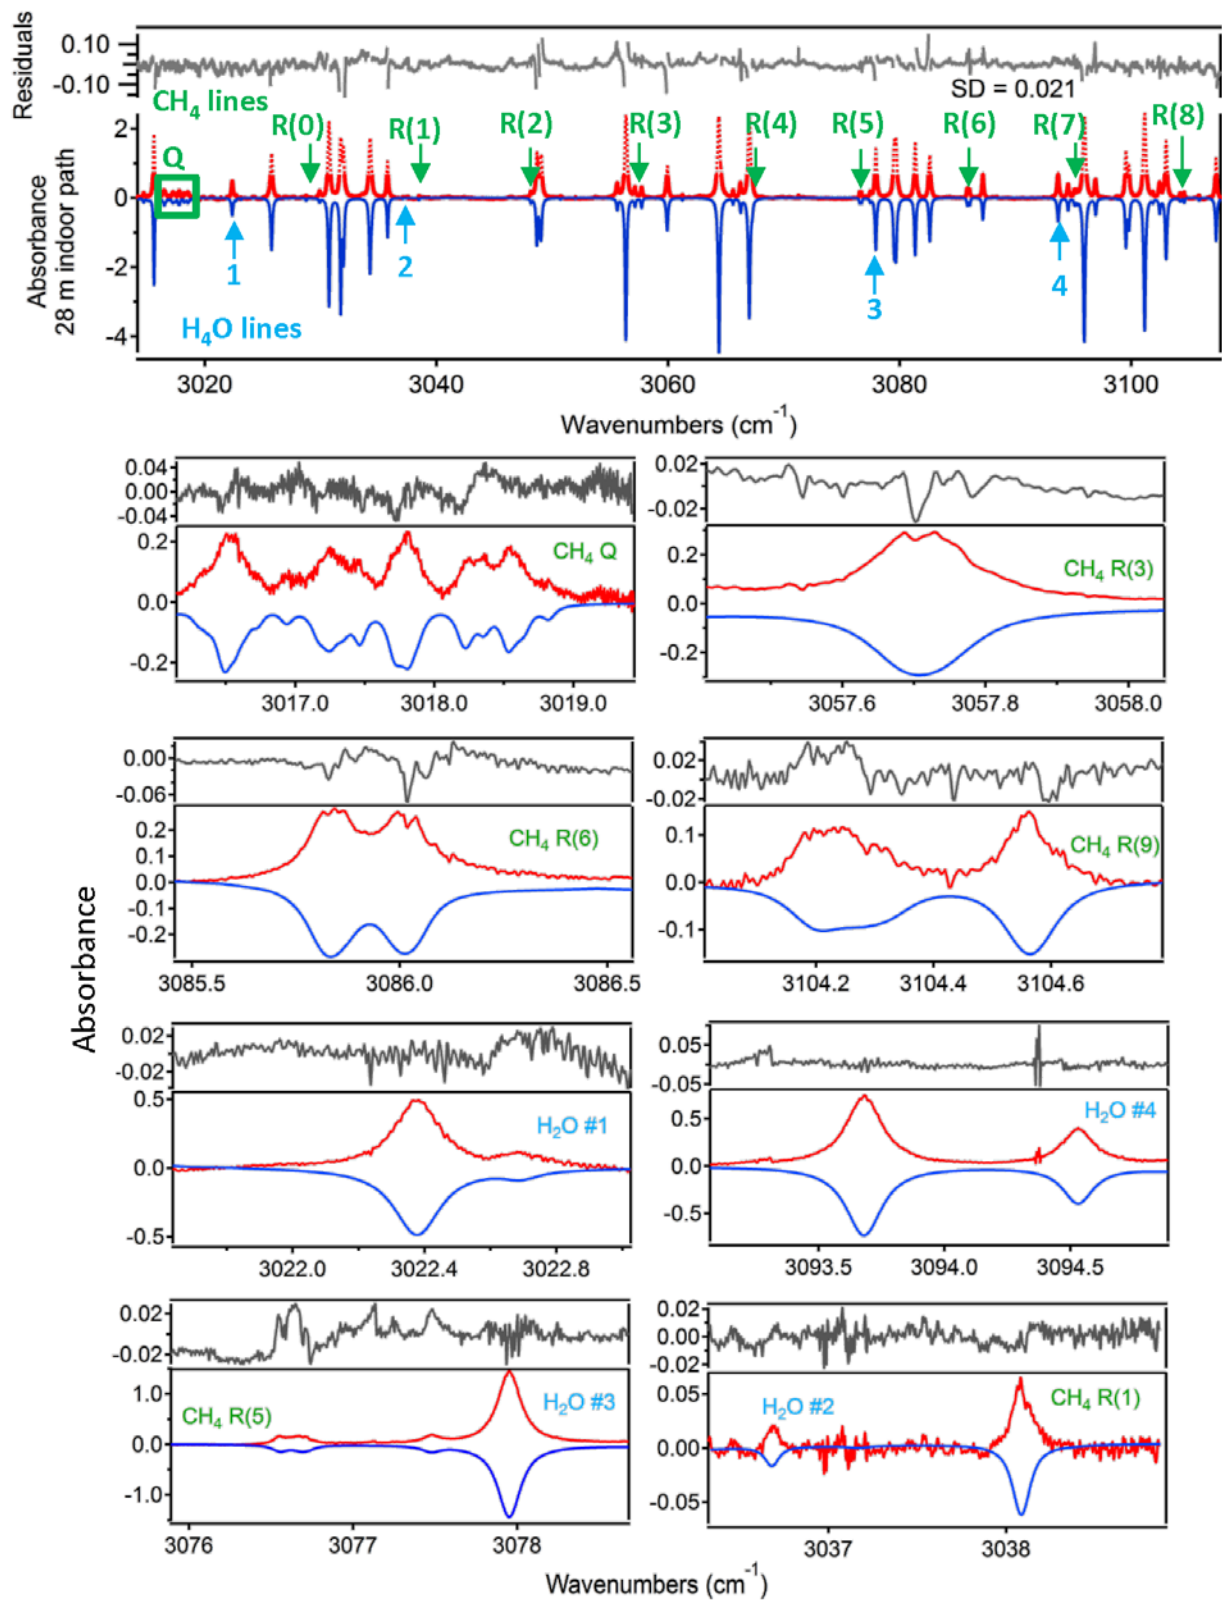 Residuals
0.10
-0.10
SD = 0.021
CH4 lines
R(0)
R(1)
R(2)
R(3)
R(4)
R(5)
R(6)
R(7)
R(8)
Q
Absorbance
28 m indoor path
2
0
-2
-4
1
2
3
4
H4O lines
3020
3040
3060
3080
3100
Wavenumbers (cm-1)
0.04
0.00
-0.04
0.2
0.0
-0.2
CH4 Q
3017.0
3018.0
3019.0
0.02
-0.02
0.2
0.0
-0.2
CH4 R(3)
3057.6
3057.8
3058.0
0.00
-0.06
0.2
0.1
0.0
-0.1
-0.2
CH4 R(6)
3085.5
3086.0
3086.5
0.02
-0.02
0.1
0.0
-0.1
CH4 R(9)
3104.2
3104.4
3104.6
Absorbance
0.02
-0.02
0.5
0.0
-0.5
H2O #1
3022.0
3022.4
3022.8
0.05
-0.05
0.5
0.0
-0.5
H2O #4
3093.5
3094.0
3094.5
0.02
-0.02
1.0
0.0
-1.0
CH4 R(5)
H2O #3
3076
3077
3078
0.02
0.00
-0.02
0.05
0.00
-0.05
H2O #2
CH4 R(1)
3037
3038
Wavenumbers (cm-1)